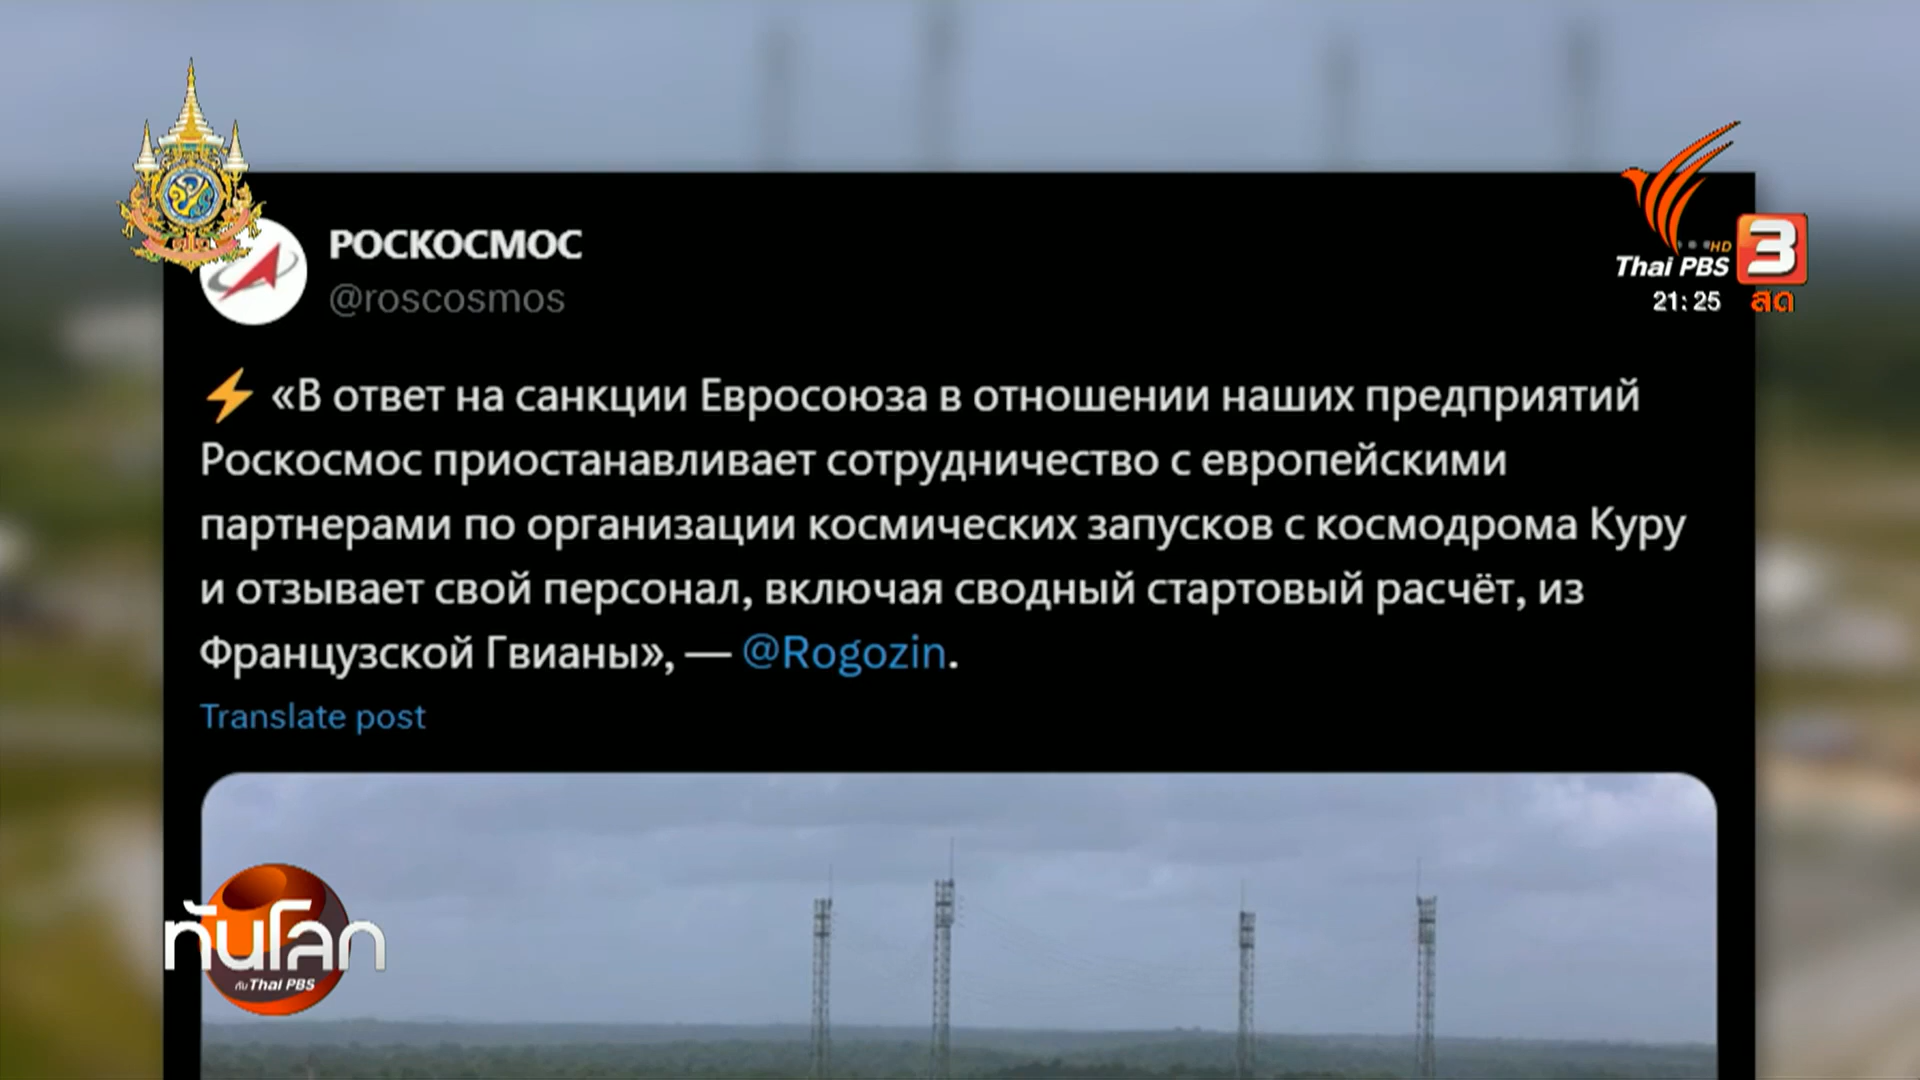 РОСКОСМОС
@roscosmos
HD
Thai PBS
3
21:25
สด
⚡ «В ответ на санкции Евросоюза в отношении наших предприятий
Роскосмос приостанавливает сотрудничество с европейскими
партнерами по организации космических запусков с космодрома Куру
и отзывает свой персонал, включая сводный стартовый расчёт, из
Французской Гвианы», — @Rogozin.
Translate post
ทันโลก
กับ Thai PBS